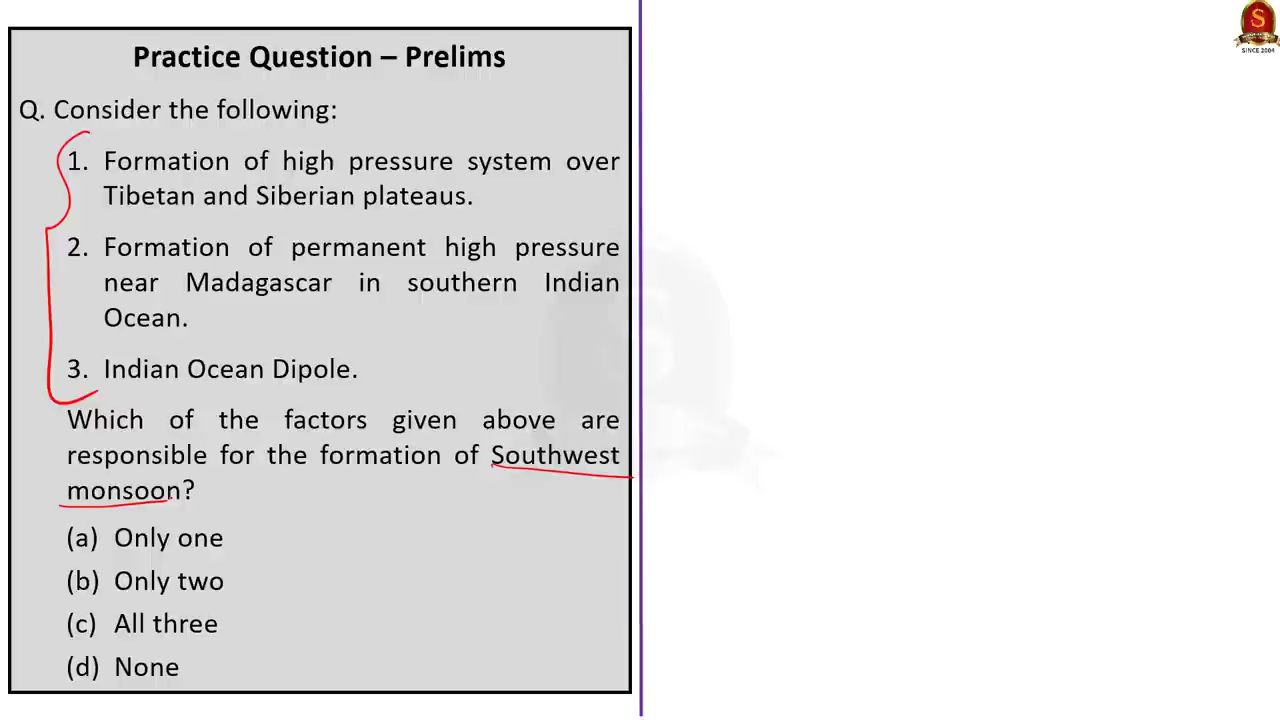 Practice Question – Prelims
Q. Consider the following:
1. Formation of high pressure system over
Tibetan and Siberian plateaus.
2. Formation of permanent high pressure
near Madagascar in southern Indian
Ocean.
3. Indian Ocean Dipole.
Which of the factors given above are
responsible for the formation of Southwest
monsoon?
(a) Only one
(b) Only two
(c) All three
(d) None
S
SINCE 2004